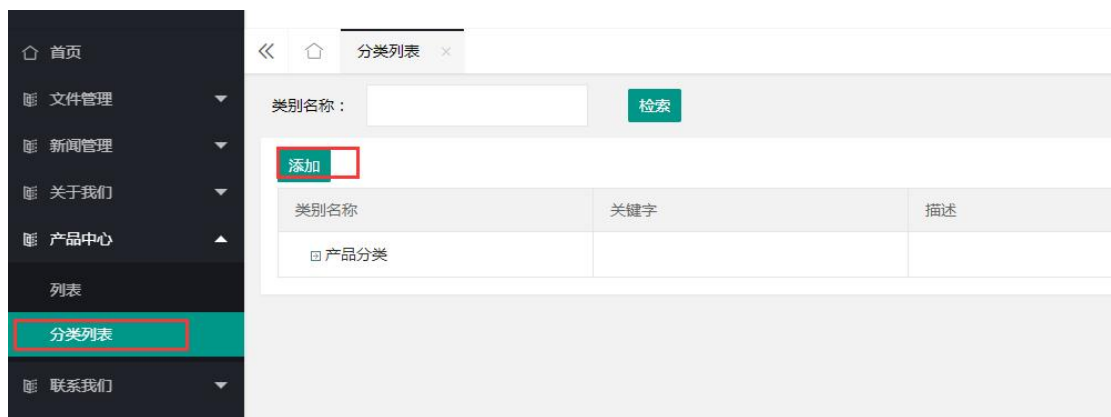 首页
文件管理
新闻管理
关于我们
产品中心
列表
分类列表
联系我们
分类列表
类别名称：
检索
添加
类别名称 关键字 描述
产品分类